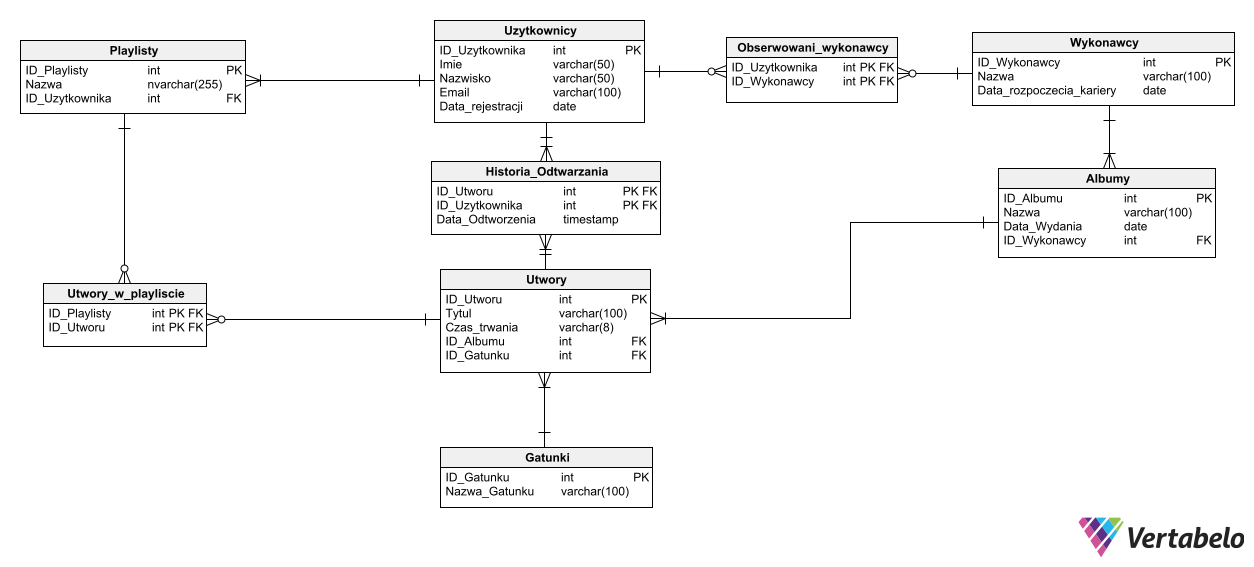 Playlisty
ID_Playlisty int PK
Nazwa nvarchar(255)
ID_Uzytkownika int FK
Uzytkownicy
ID_Uzytkownika int PK
Imie varchar(50)
Nazwisko varchar(50)
Email varchar(100)
Data_rejestracji date
Obserwowani_wykonawcy
ID_Uzytkownika int PK FK
ID_Wykonawcy int PK FK
Wykonawcy
ID_Wykonawcy int PK
Nazwa varchar(100)
Data_rozpoczecia_kariery date
Historia_Odtwarzania
ID_Utworu int PK FK
ID_Uzytkownika int PK FK
Data_Odtworzenia timestamp
Albumy
ID_Albumu int PK
Nazwa varchar(100)
Data_Wydania date
ID_Wykonawcy int FK
Utwory_w_playliscie
ID_Playlisty int PK FK
ID_Utworu int PK FK
Utwory
ID_Utworu int PK
Tytul varchar(100)
Czas_trwania varchar(8)
ID_Albumu int FK
ID_Gatunku int FK
Gatunki
ID_Gatunku int PK
Nazwa_Gatunku varchar(100)
Vertabelo